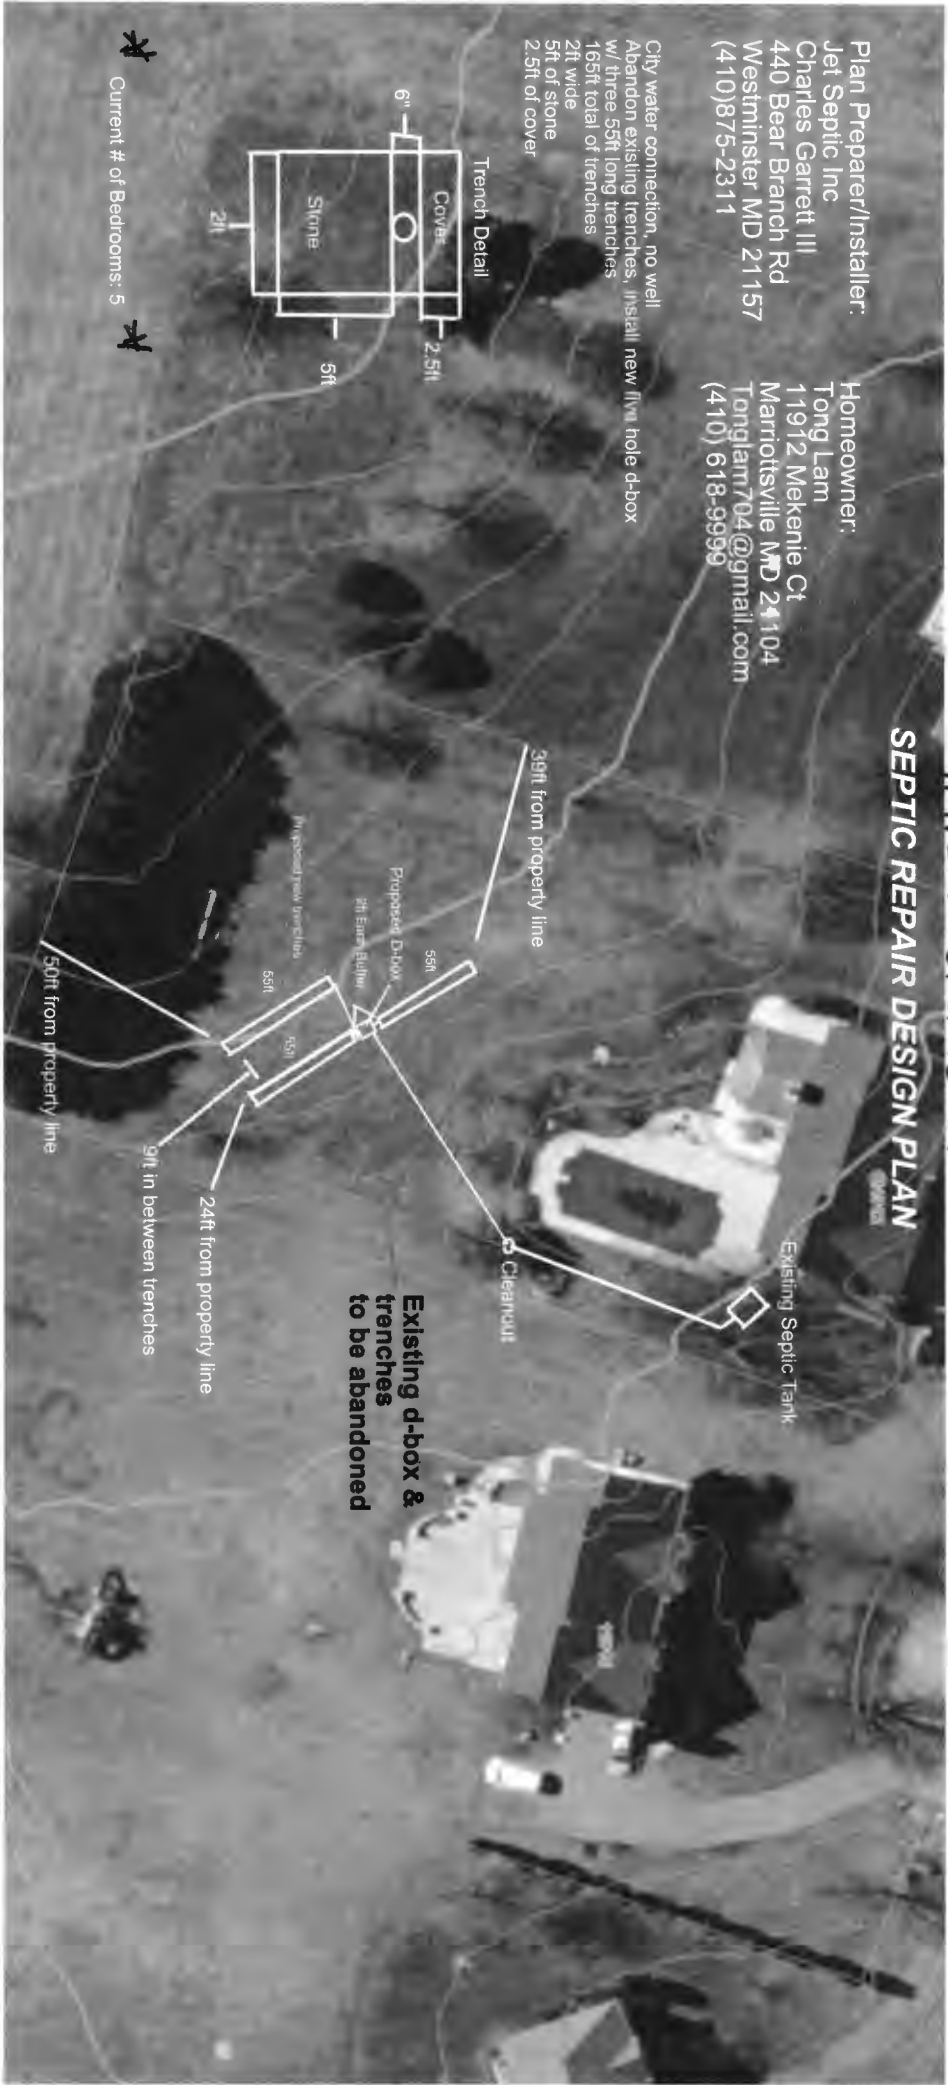 SEPTIC REPAIR DESIGN PLAN
Plan Preparer/Installer:
Jet Septic Inc
Charles Garrett III
440 Bear Branch Rd
Westminster MD 21157
(410)875-2311
Homeowner:
Tong Lam
11912 Mekenie Ct
Marriottsville MD 21104
Tonglam704@gmail.com
(410) 618-9999
City water connection, no well
Abandon existing trenches, install new five hole d-box
w/ three 55ft long trenches
165ft total of trenches
2ft wide
5ft of stone
2.5ft of cover
Trench Detail
Cover
6"
2.5ft
Stone
5ft
2ft
Current # of Bedrooms: 5
39ft from property line
55ft
Proposed D-box
2ft Earth Buffer
Proposed new trenches
55ft
55ft
50ft from property line
9ft in between trenches
24ft from property line
Cleanout
Existing Septic Tank
Existing d-box &
trenches
to be abandoned